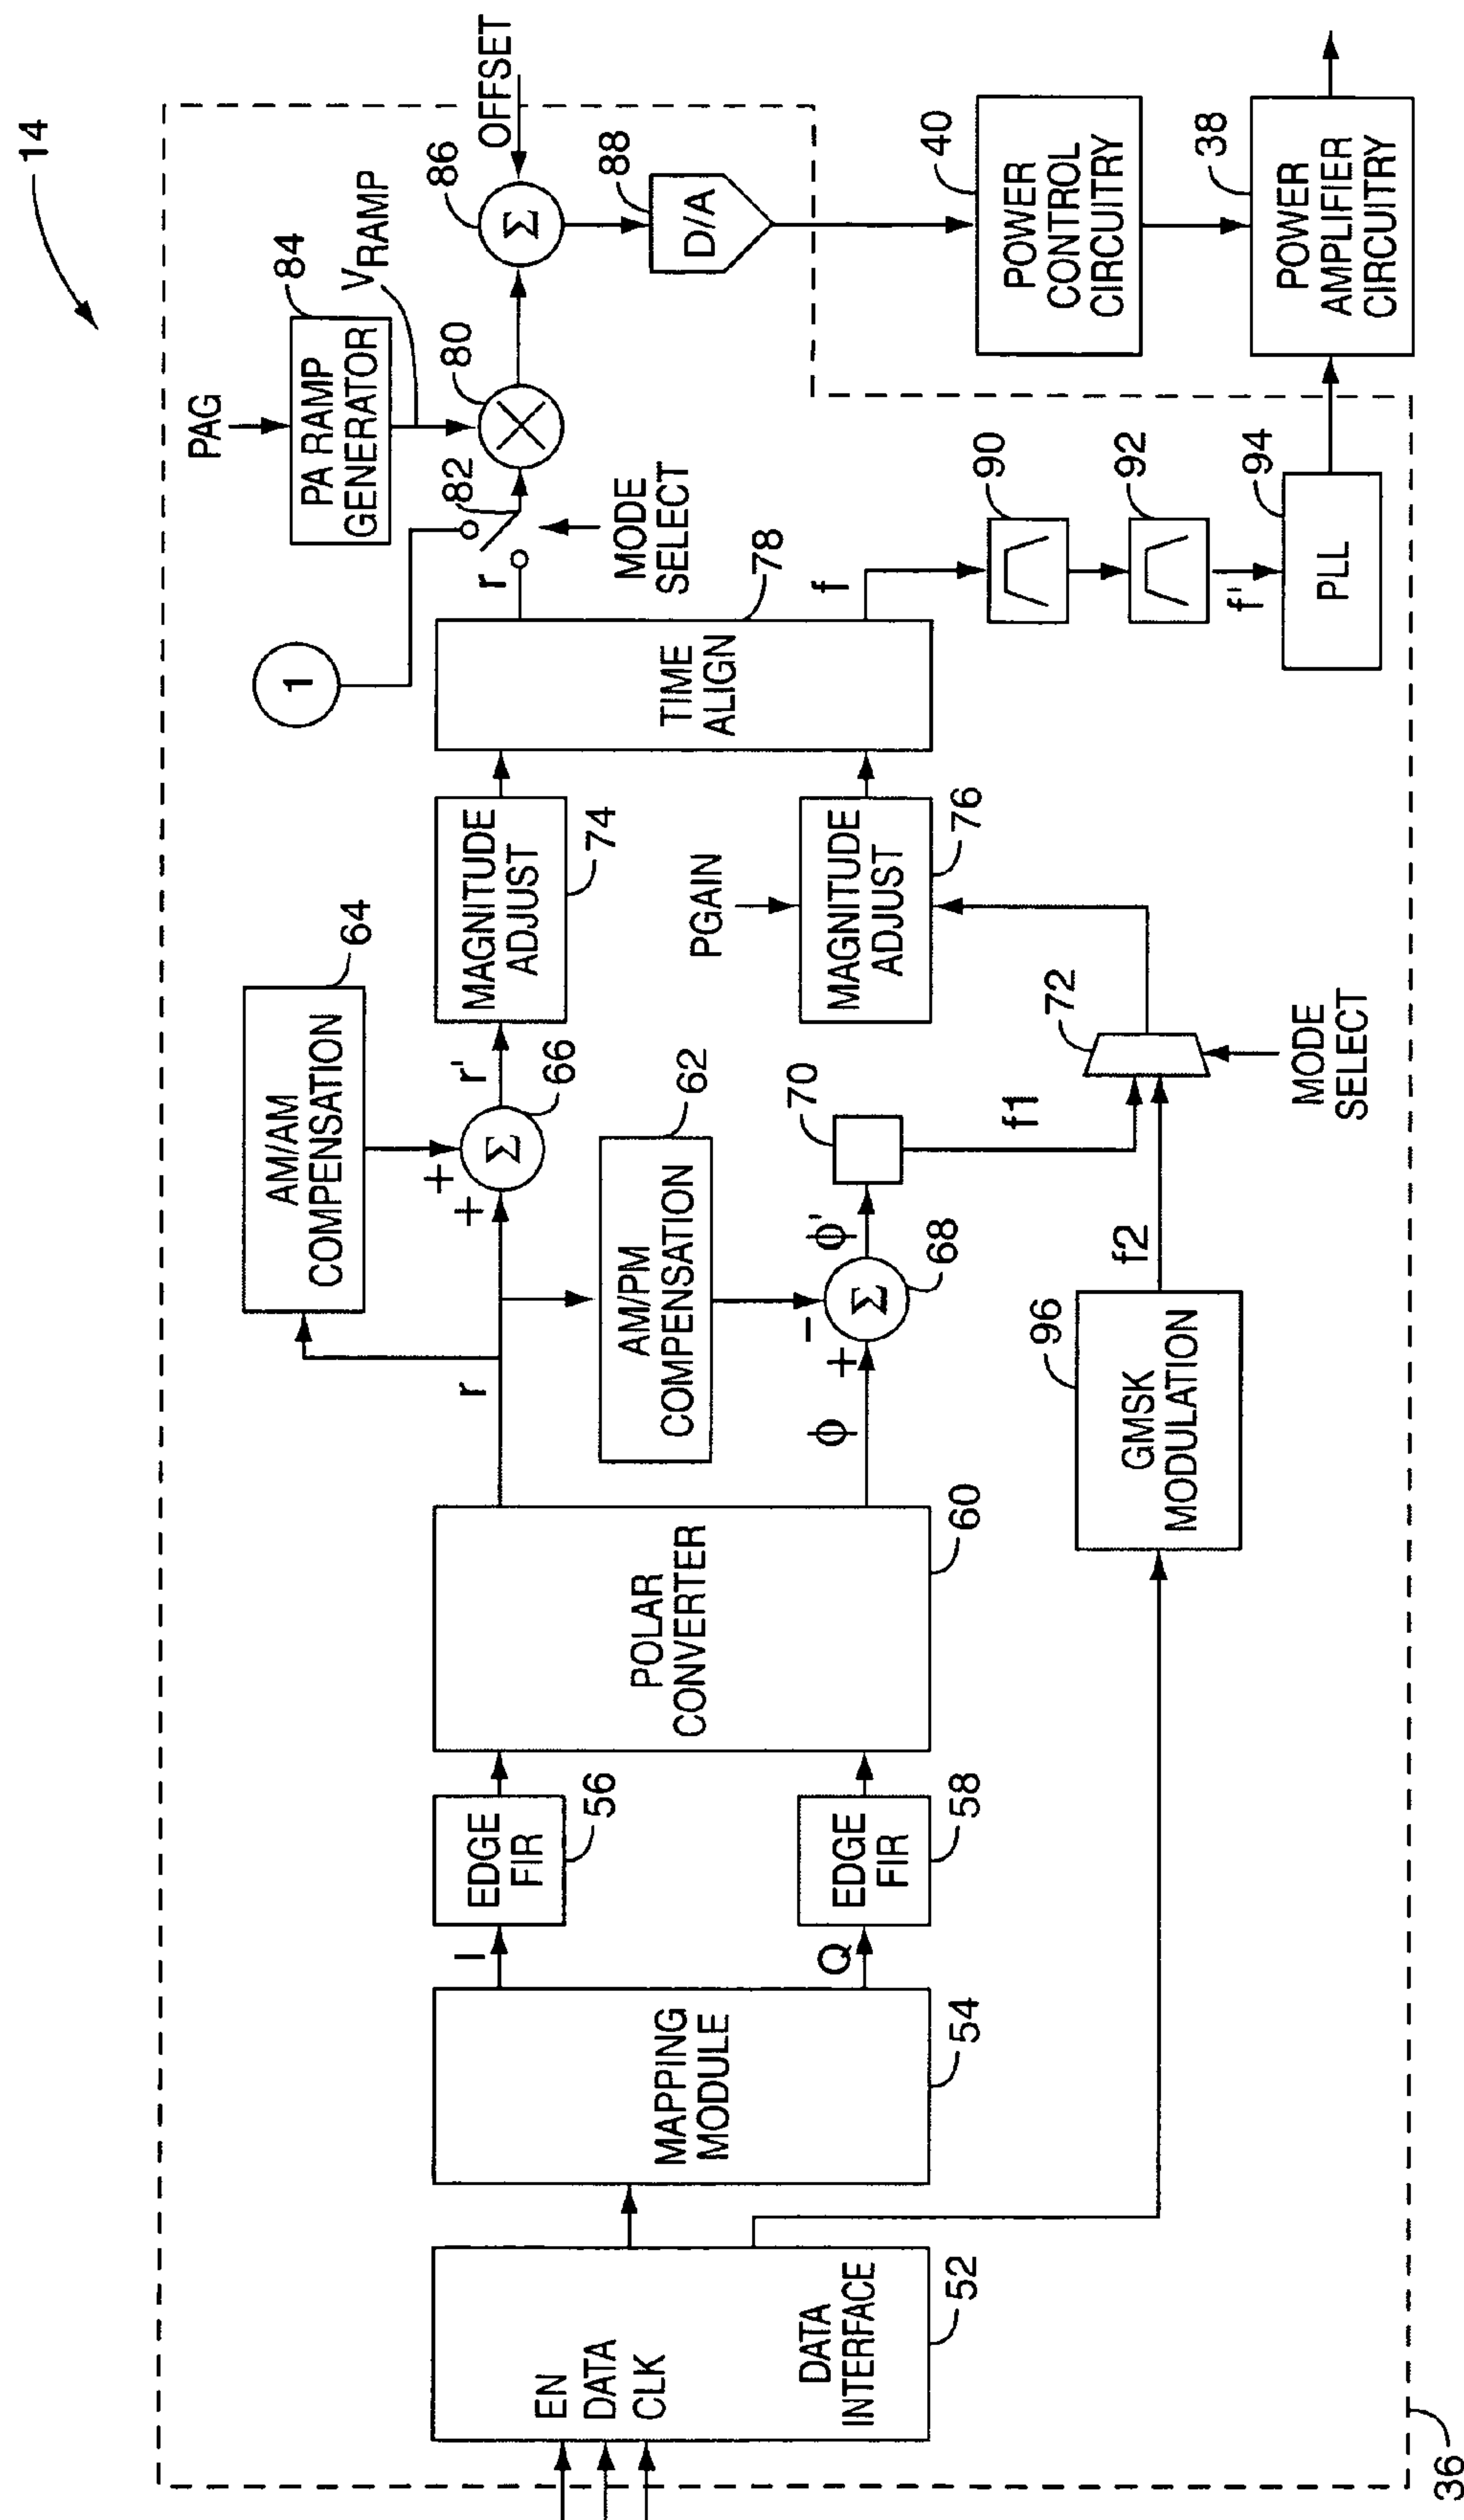 14
PAG
PA RAMP
GENERATOR
84
VRAMP
OFFSET
86
Σ
88
D/A
80
82
1
r
MODE
SELECT
40
POWER
CONTROL
CIRCUITRY
38
POWER
AMPLIFIER
CIRCUITRY
TIME
ALIGN
78
f
90
92
f'
94
PLL
64
AM/AM
COMPENSATION
+
+
Σ
66
r'
MAGNITUDE
ADJUST
74
PGAIN
MAGNITUDE
ADJUST
76
r
62
AM/PM
COMPENSATION
ϕ
+
-
Σ
68
ϕ'
70
f1
72
MODE
SELECT
f2
96
GMSK
MODULATION
POLAR
CONVERTER
60
EDGE
FIR
56
EDGE
FIR
58
I
Q
MAPPING
MODULE
54
EN
DATA
CLK
DATA
INTERFACE
52
36